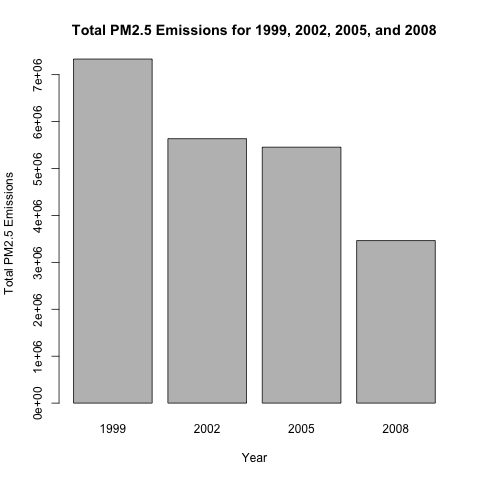 Total PM2.5 Emissions for 1999, 2002, 2005, and 2008
Total PM2.5 Emissions
7e+06
6e+06
5e+06
4e+06
3e+06
2e+06
1e+06
0e+00
1999 2002 2005 2008
Year